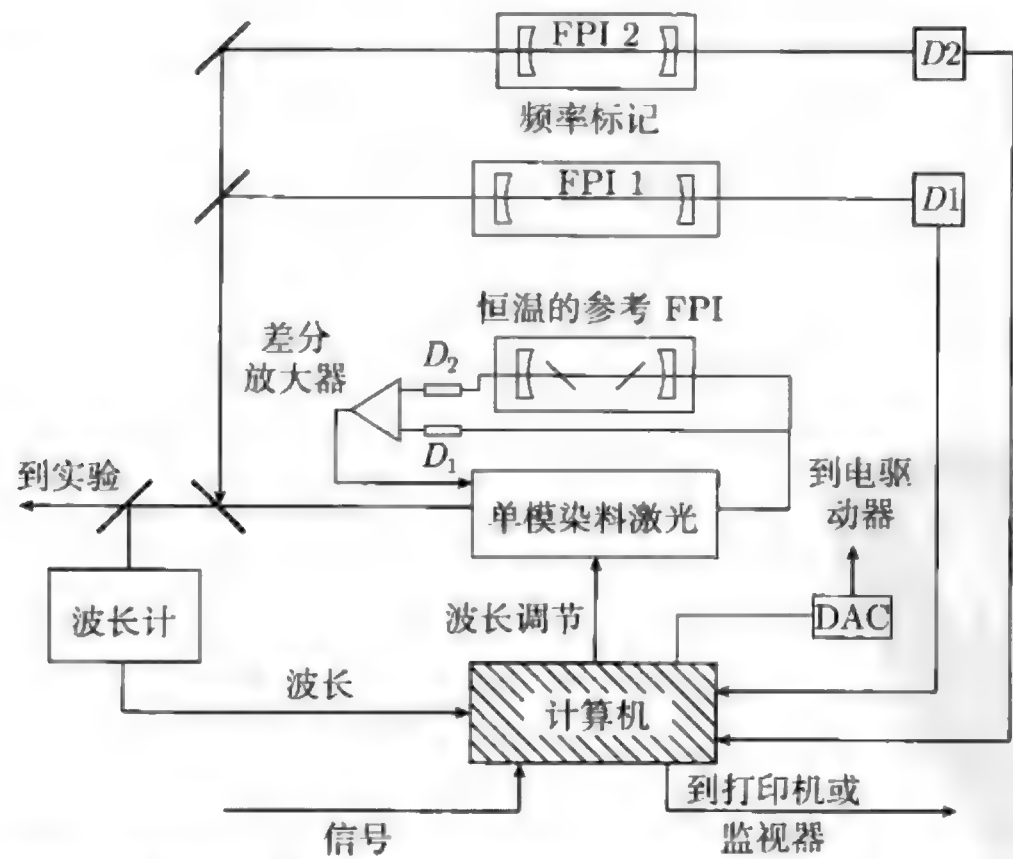 FPI 2
D2
频率标记
FPI 1
D1
恒温的参考 FPI
差分
放大器
D₂
D₁
到实验
单模染料激光
到电驱
动器
波长计
波长调节
DAC
波长
计算机
信号
到打印机或
监视器